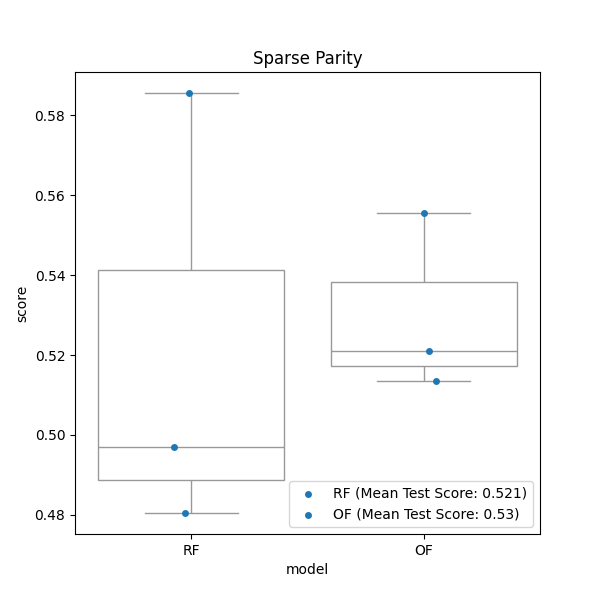 Sparse Parity
0.58
0.56
0.54
0.52
0.50
0.48
score
RF (Mean Test Score: 0.521)
OF (Mean Test Score: 0.53)
RF
OF
model